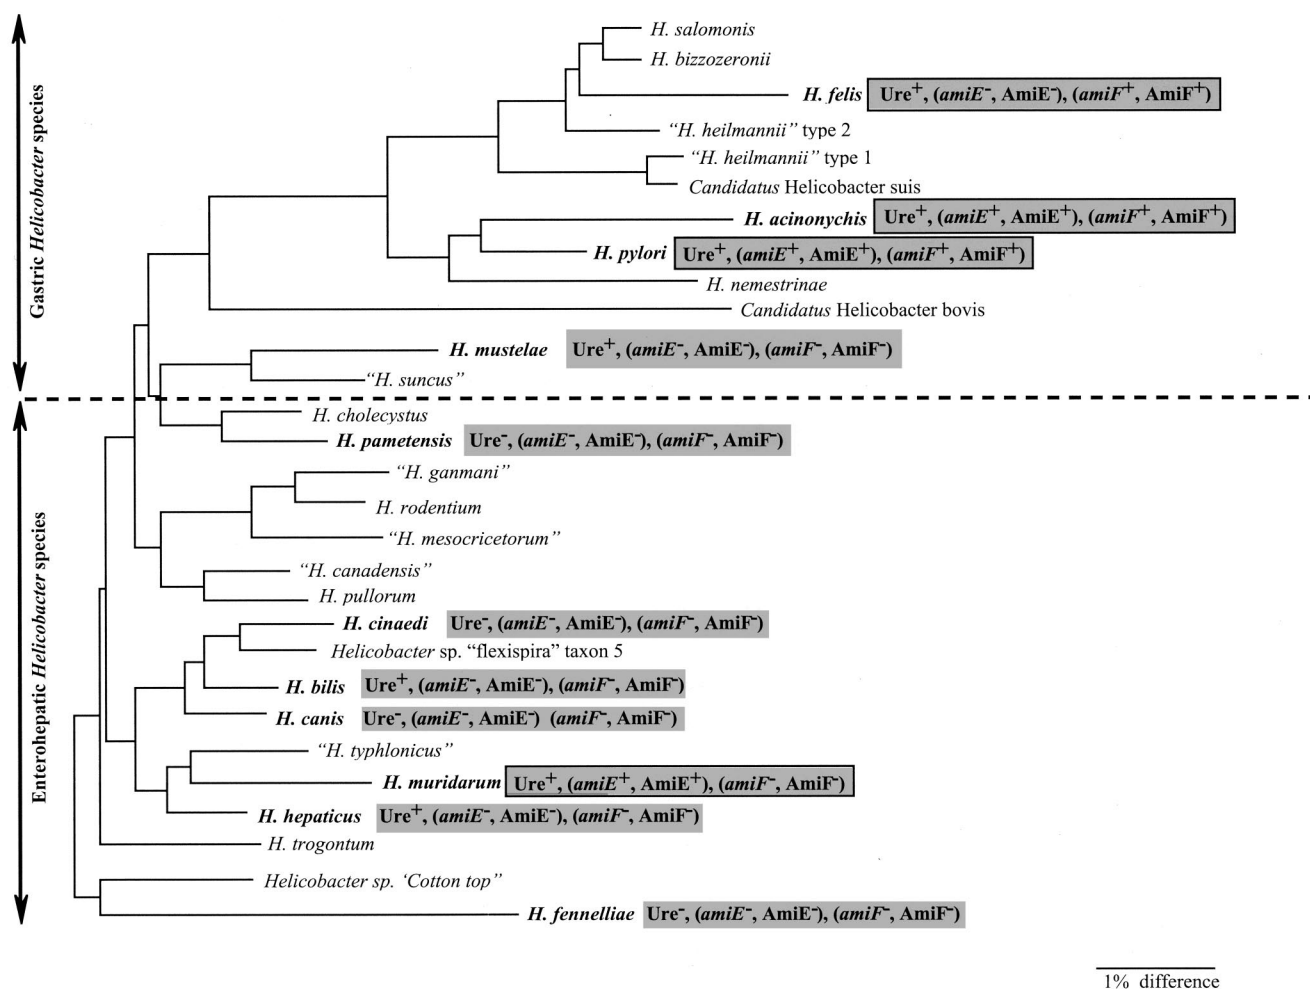 H. salomonis
H. bizzozeronii
H. felis Ure+, (amiE-, AmiE-), (amiF+, AmiF+)
“H. heilmannii” type 2
“H. heilmannii” type 1
Candidatus Helicobacter suis
H. acinonychis Ure+, (amiE+, AmiE+), (amiF+, AmiF+)
H. pylori Ure+, (amiE+, AmiE+), (amiF+, AmiF+)
H. nemestrinae
Candidatus Helicobacter bovis
H. mustelae Ure+, (amiE-, AmiE-), (amiF-, AmiF-)
“H. suncus”
Gastric Helicobacter species
H. cholecystus
H. pametensis Ure-, (amiE-, AmiE-), (amiF-, AmiF-)
“H. ganmani”
H. rodentium
“H. mesocricetorum”
“H. canadensis”
H. pullorum
H. cinaedi Ure-, (amiE-, AmiE-), (amiF-, AmiF-)
Helicobacter sp. “flexispira” taxon 5
H. bilis Ure+, (amiE-, AmiE-), (amiF-, AmiF-)
H. canis Ure-, (amiE-, AmiE-) (amiF-, AmiF-)
“H. typhlonicus”
H. muridarum Ure+, (amiE+, AmiE+), (amiF-, AmiF-)
H. hepaticus Ure+, (amiE-, AmiE-), (amiF-, AmiF-)
H. trogontum
Helicobacter sp. ‘Cotton top”
H. fennelliae Ure-, (amiE-, AmiE-), (amiF-, AmiF-)
Enterohepatic Helicobacter species
1% difference